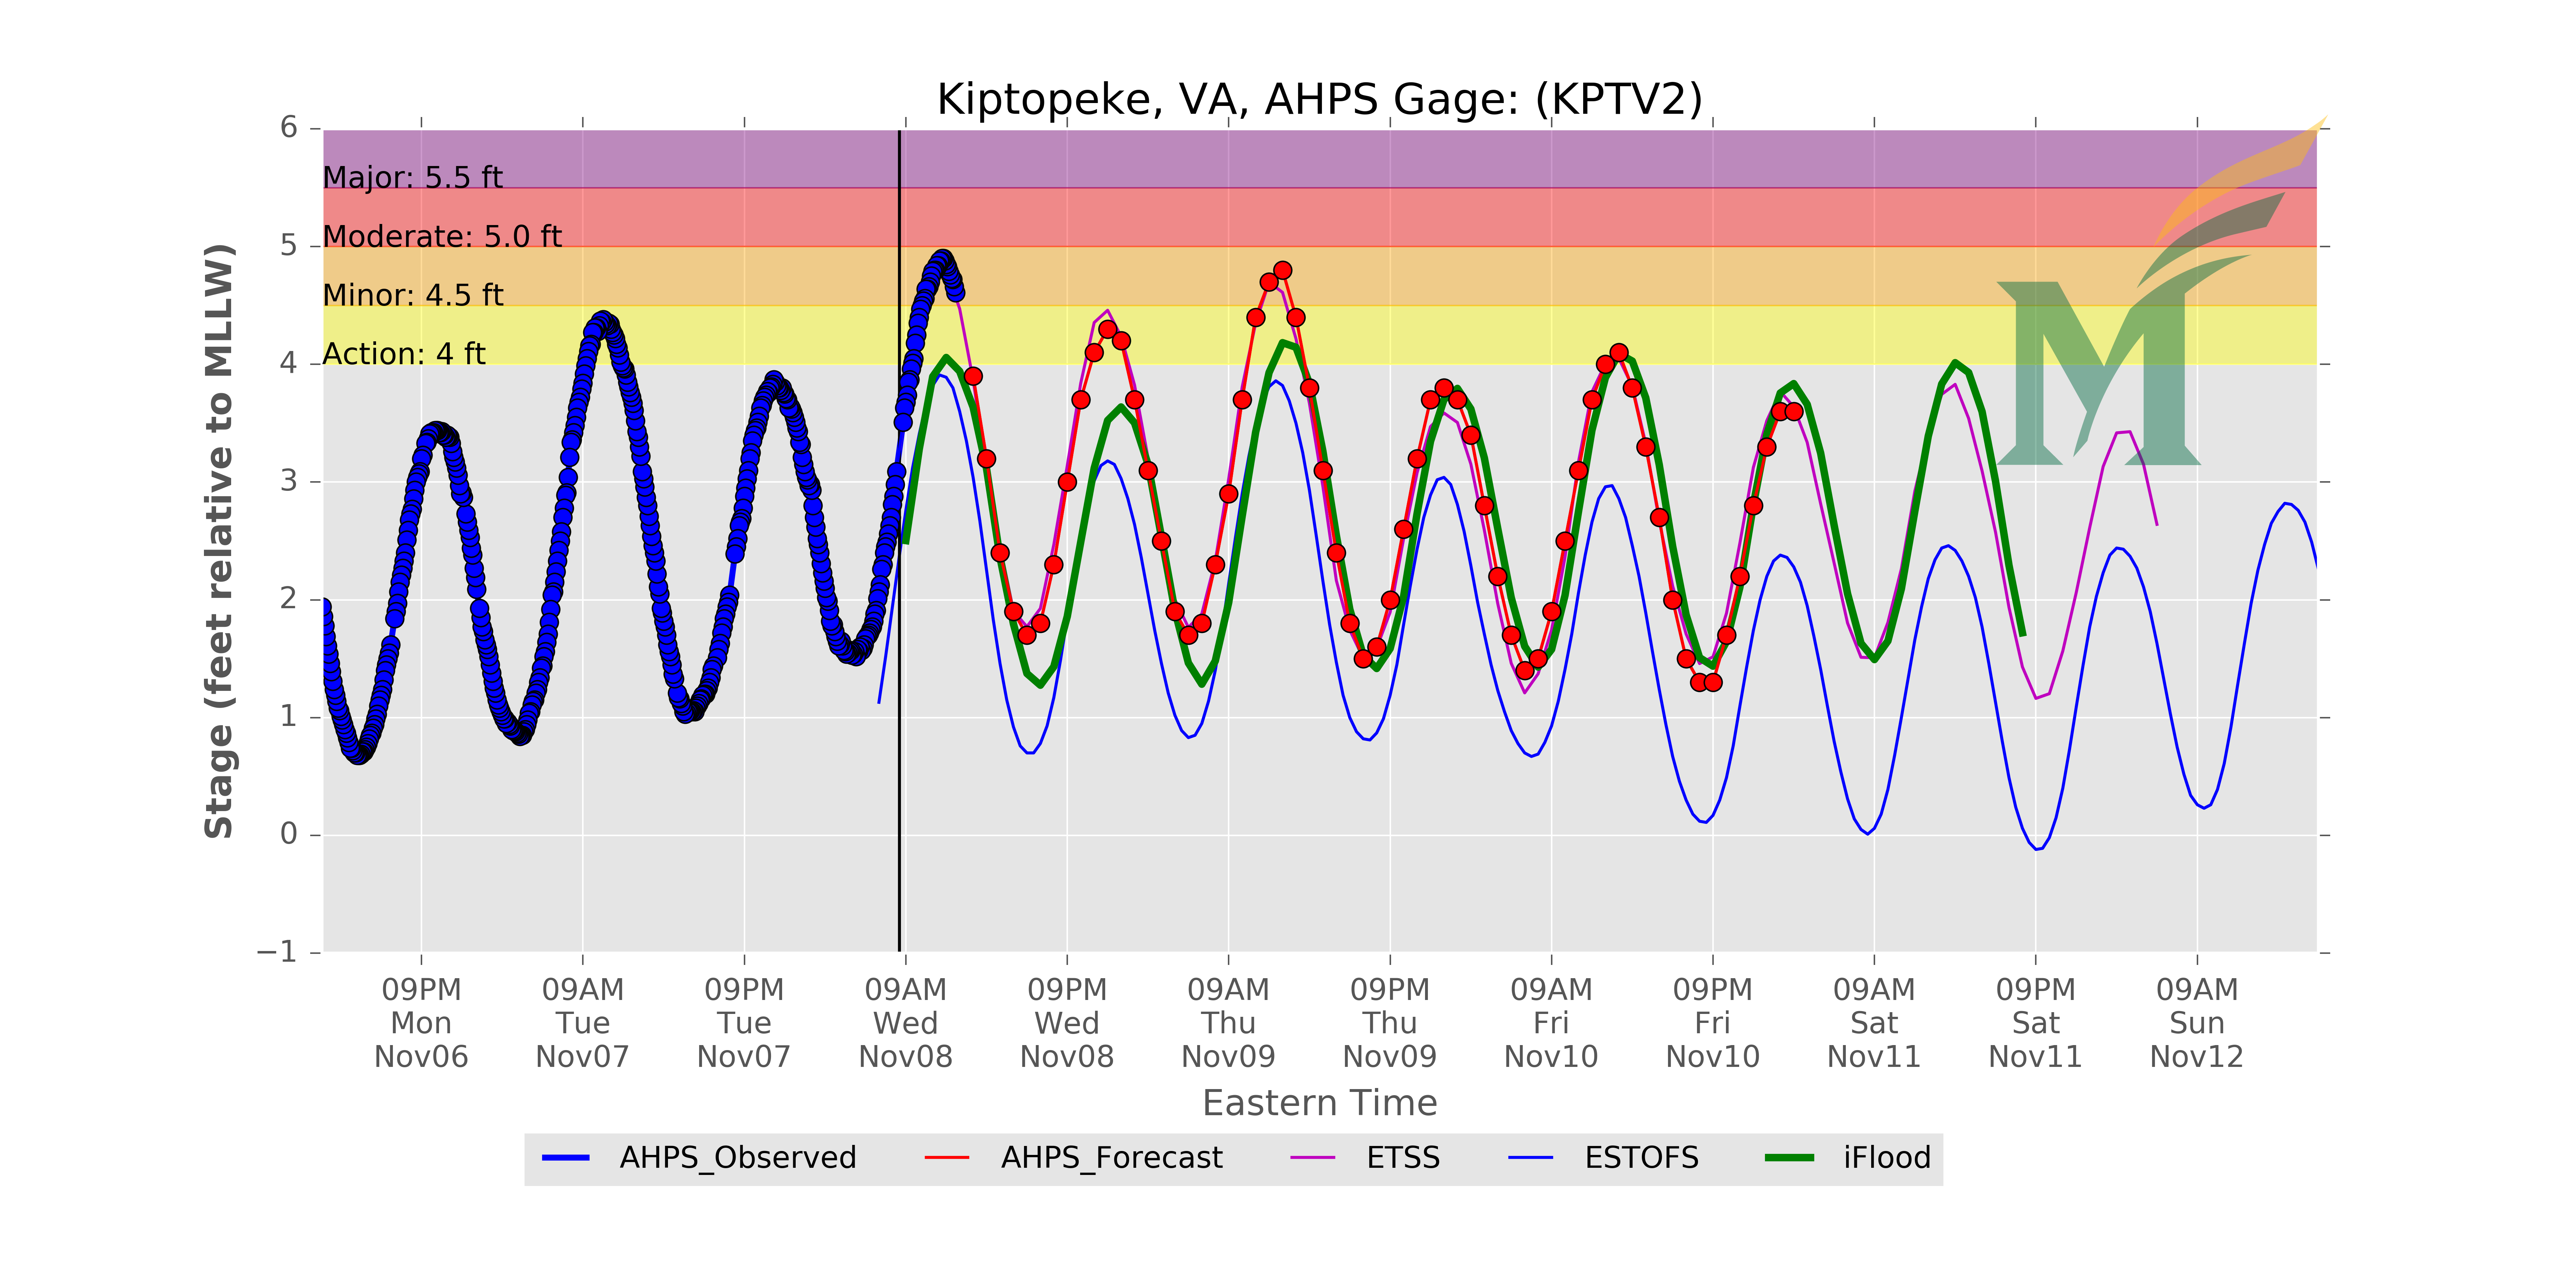 Kiptopeke, VA, AHPS Gage: (KPTV2)
Stage (feet relative to MLLW)
6
5
4
3
2
1
0
−1
Major: 5.5 ft
Moderate: 5.0 ft
Minor: 4.5 ft
Action: 4 ft
M
09PM
Mon
Nov06
09AM
Tue
Nov07
09PM
Tue
Nov07
09AM
Wed
Nov08
09PM
Wed
Nov08
09AM
Thu
Nov09
09PM
Thu
Nov09
09AM
Fri
Nov10
09PM
Fri
Nov10
09AM
Sat
Nov11
09PM
Sat
Nov11
09AM
Sun
Nov12
Eastern Time
AHPS_Observed
AHPS_Forecast
ETSS
ESTOFS
iFlood